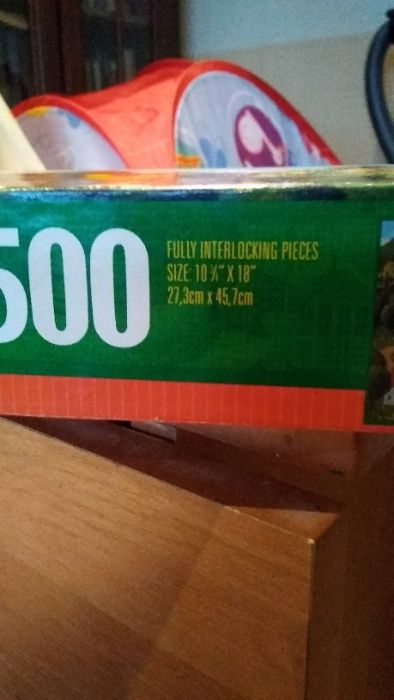 500
FULLY INTERLOCKING PIECES
SIZE: 10 ¾" X 18"
27,3cm x 45,7cm